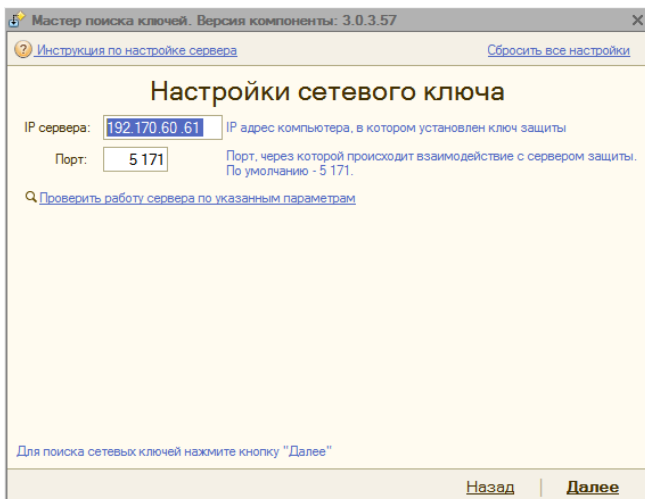 Мастер поиска ключей. Версия компоненты: 3.0.3.57
Инструкция по настройке сервера
Сбросить все настройки
Настройки сетевого ключа
IP сервера: 192.170.60 .61 IP адрес компьютера, в котором установлен ключ защиты
Порт: 5 171 Порт, через которой происходит взаимодействие с сервером защиты.
По умолчанию - 5 171.
Проверить работу сервера по указанным параметрам
Для поиска сетевых ключей нажмите кнопку "Далее"
Назад | Далее